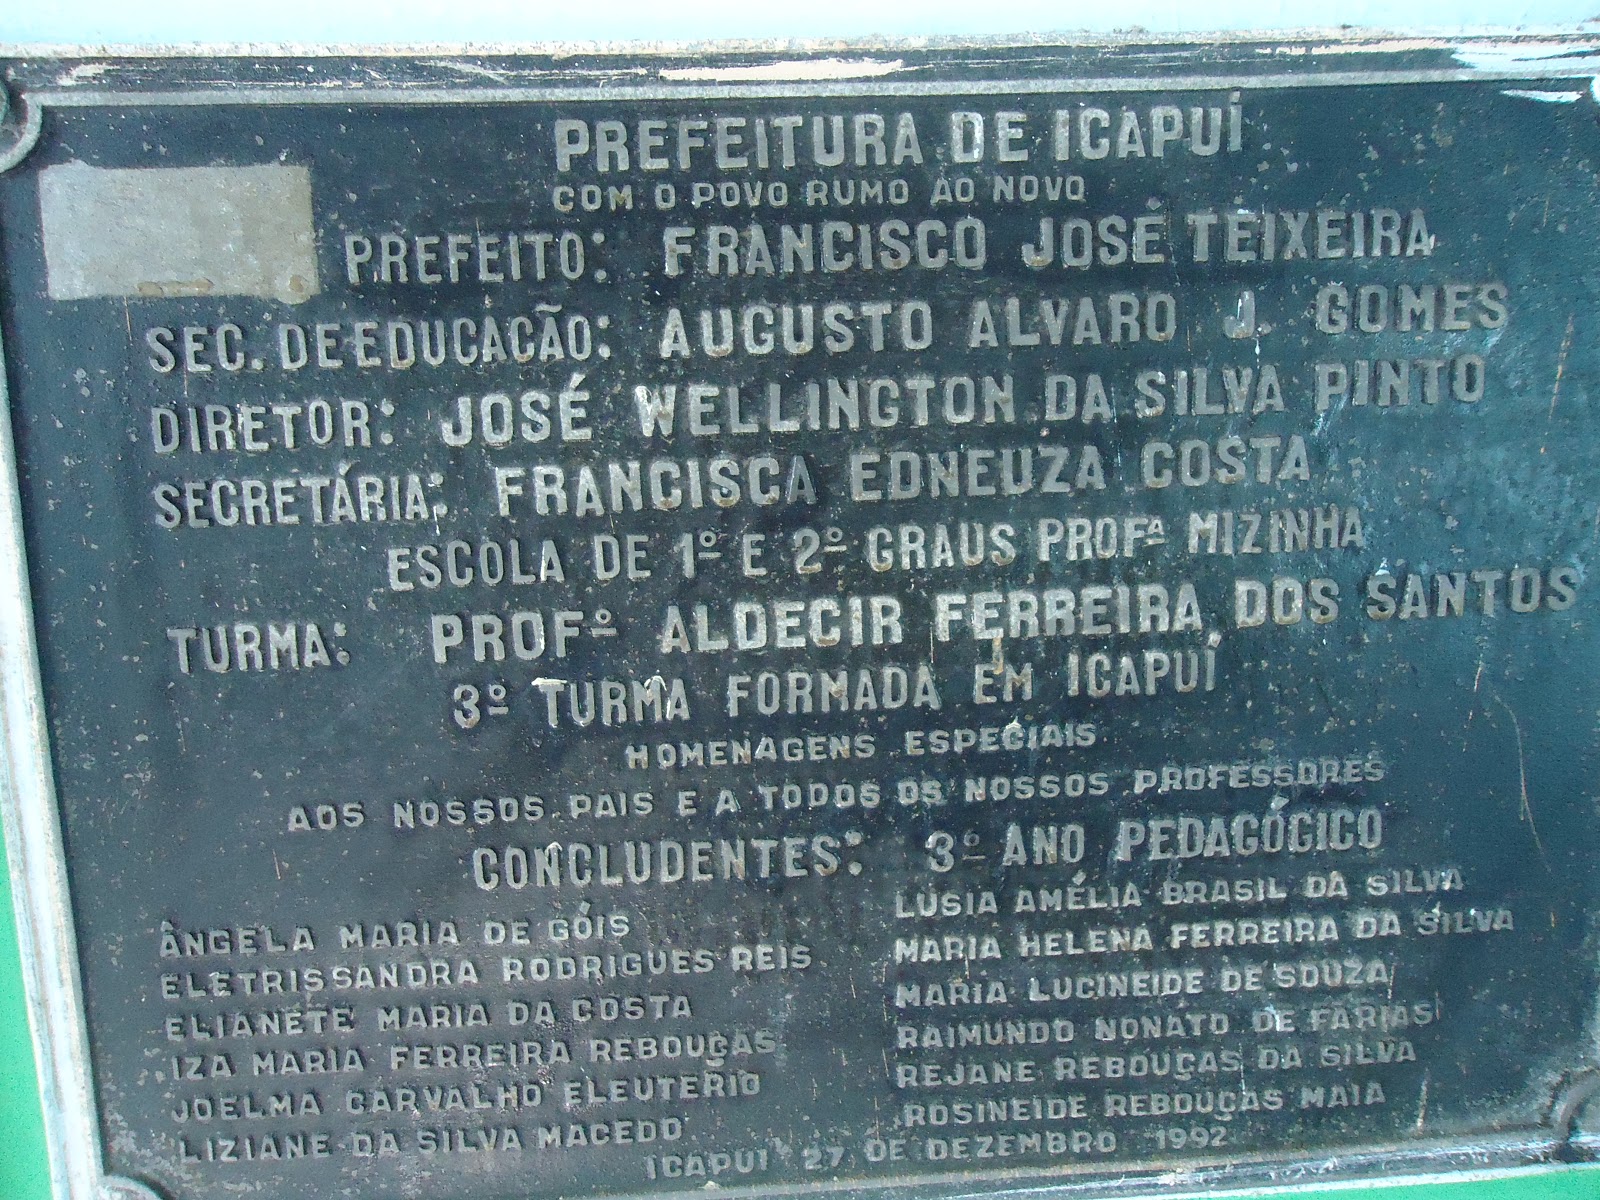 PREFEITURA DE ICAPUÍ
COM O POVO RUMO AO NOVO
PREFEITO: FRANCISCO JOSÉ TEIXEIRA
SEC. DE EDUCAÇÃO: AUGUSTO ALVARO J. GOMES
DIRETOR: JOSÉ WELLINGTON DA SILVA PINTO
SECRETÁRIA: FRANCISCA EDNEUZA COSTA
ESCOLA DE 1º E 2º GRAUS PROFª MIZINHA
TURMA: PROFº ALDECIR FERREIRA DOS SANTOS
3º TURMA FORMADA EM ICAPUÍ
HOMENAGENS ESPECIAIS
AOS NOSSOS PAIS E A TODOS OS NOSSOS PROFESSORES
CONCLUDENTES: 3º ANO PEDAGÓGICO
ÂNGELA MARIA DE GÓIS
ELETRISSANDRA RODRIGUES REIS
ELIANETE MARIA DA COSTA
IZA MARIA FERREIRA REBOUÇAS
JOELMA CARVALHO ELEUTERIO
LIZIANE DA SILVA MACEDO
LUSIA AMÉLIA BRASIL DA SILVA
MARIA HELENA FERREIRA DA SILVA
MARIA LUCINEIDE DE SOUZA
RAIMUNDO NONATO DE FARIAS
REJANE REBOUÇAS DA SILVA
ROSINEIDE REBOUÇAS MAIA
ICAPUI 27 DE DEZEMBRO 1992